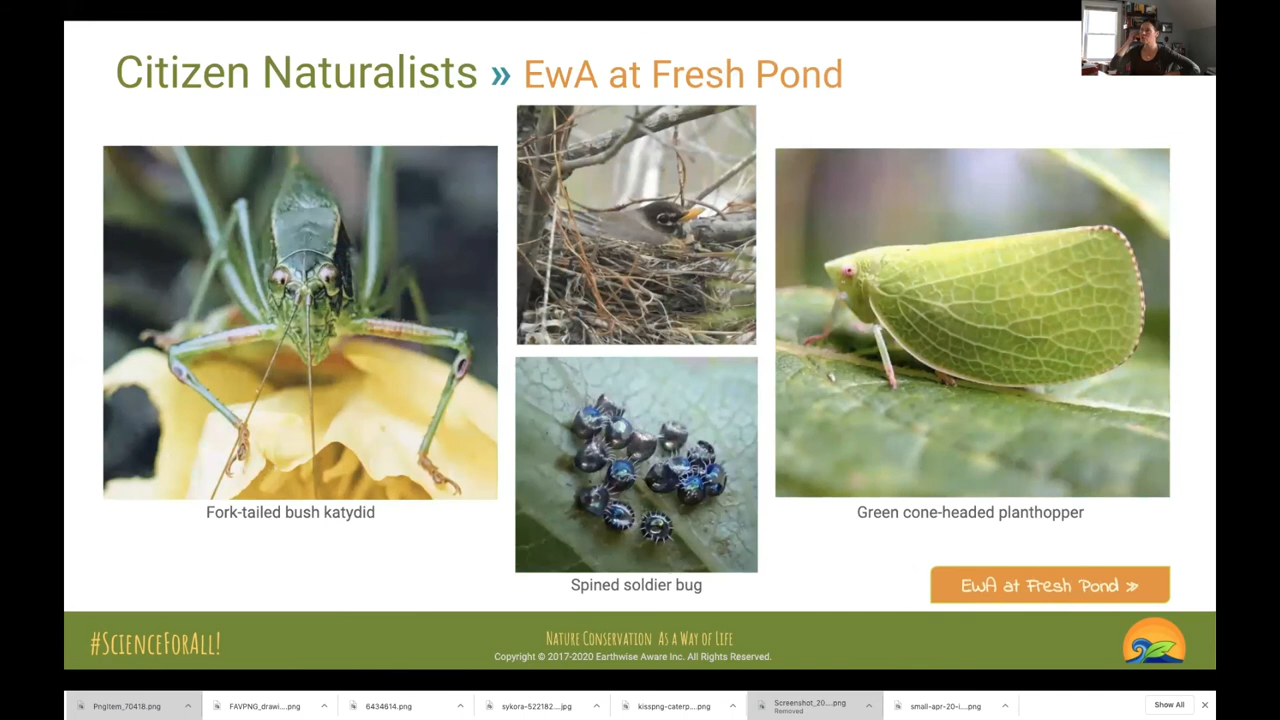 Citizen Naturalists » EwA at Fresh Pond
Fork-tailed bush katydid
Spined soldier bug
Green cone-headed planthopper
EwA at Fresh Pond »
#ScienceForAll!
Nature Conservation As a Way of Life
Copyright © 2017-2020 Earthwise Aware Inc. All Rights Reserved.
PngItem_70418.png
FAVPNG_drawi....png
6434614.png
sykora-522182...jpg
kisspng-caterp....png
Screenshot_20....png
Removed
small-apr-20-i....png
Show All